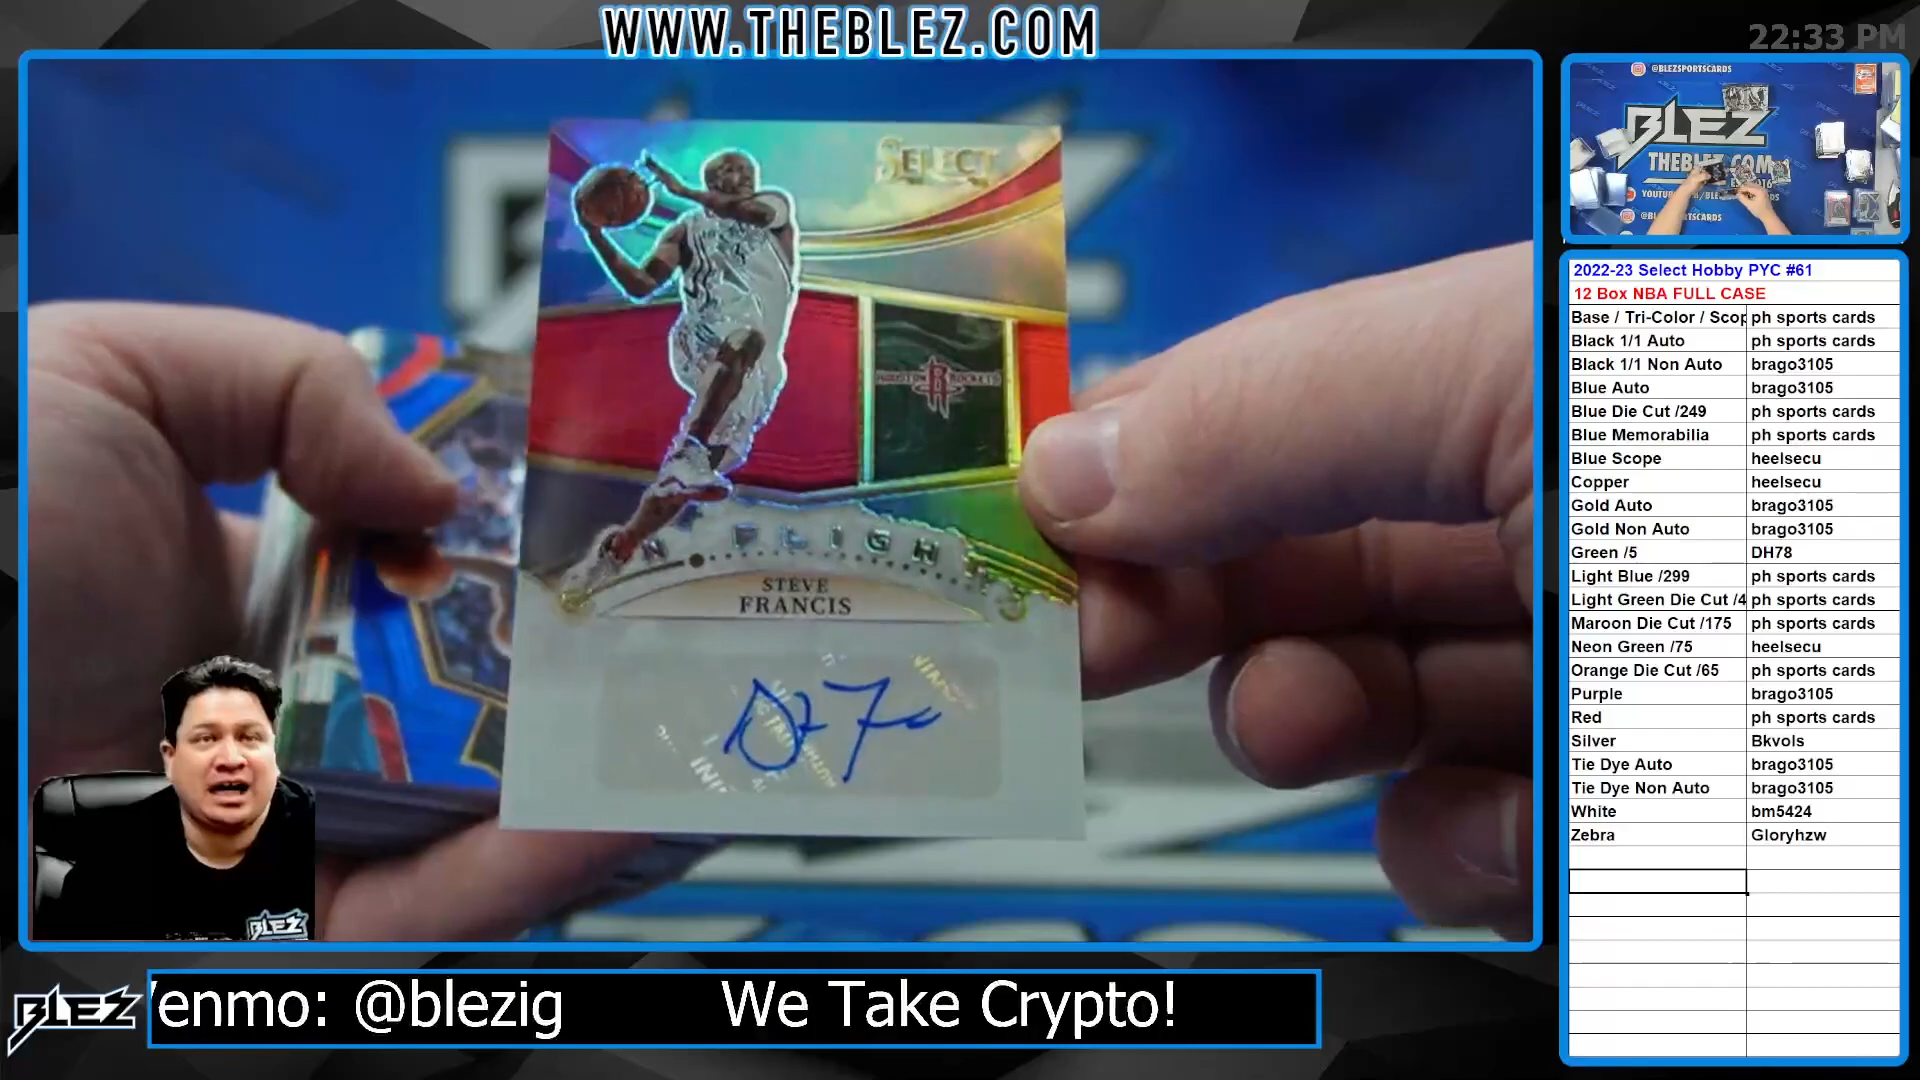 WWW.THEBLEZ.COM
22:33 PM
SELECT
HOUSTON ROCKETS
IN FLIGHT
STEVE
FRANCIS
BLEZ
@BLEZSPORTSCARDS
BLEZ
THEBLEZ.COM
2022-23 Select Hobby PYC #61
12 Box NBA FULL CASE
Base / Tri-Color / Scop ph sports cards
Black 1/1 Auto ph sports cards
Black 1/1 Non Auto brago3105
Blue Auto brago3105
Blue Die Cut /249 ph sports cards
Blue Memorabilia ph sports cards
Blue Scope heelsecu
Copper heelsecu
Gold Auto brago3105
Gold Non Auto brago3105
Green /5 DH78
Light Blue /299 ph sports cards
Light Green Die Cut /4 ph sports cards
Maroon Die Cut /175 ph sports cards
Neon Green /75 heelsecu
Orange Die Cut /65 ph sports cards
Purple brago3105
Red ph sports cards
Silver Bkvols
Tie Dye Auto brago3105
Tie Dye Non Auto brago3105
White bm5424
Zebra Gloryhzw
BLEZ
enmo: @blezig We Take Crypto!